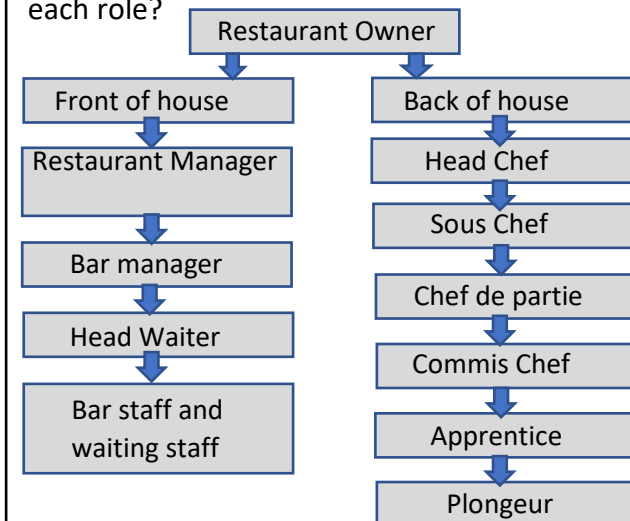 each role?
Restaurant Owner
Front of house
Restaurant Manager
Bar manager
Head Waiter
Bar staff and
waiting staff
Back of house
Head Chef
Sous Chef
Chef de partie
Commis Chef
Apprentice
Plongeur